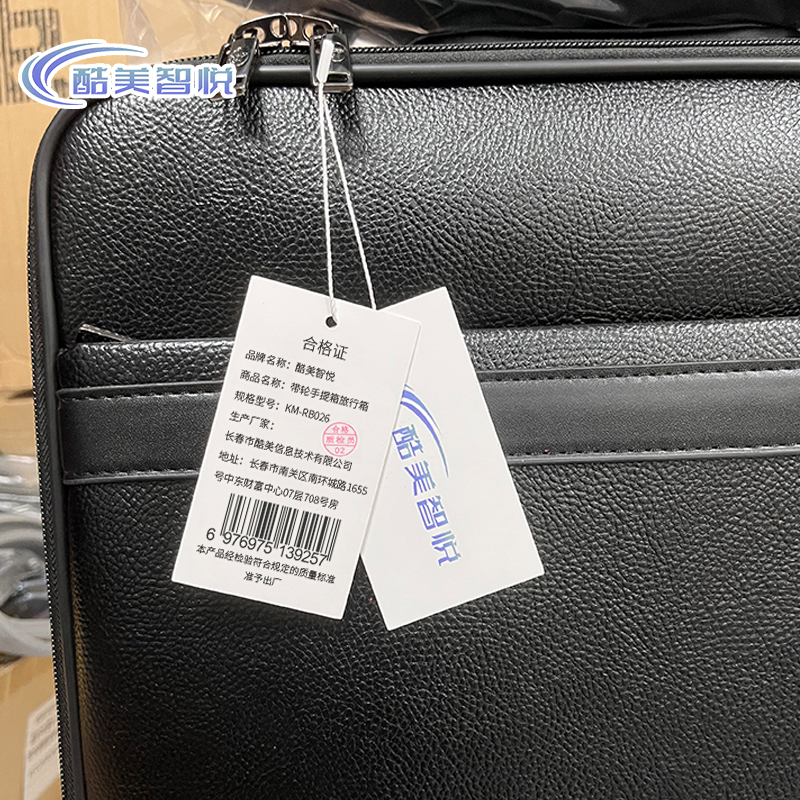 酷美智悦
合格证
品牌名称：酷美智悦
商品名称：带轮手提箱旅行箱
规格型号：KM-RB026
生产厂家：
合格
质检员
02
长春市酷美信息技术有限公司
地址：长春市南关区南环城路1655
号中东财富中心07层708号房
6 976975 139257
本产品经检验符合规定的质量标准
准予出厂
酷美智悦